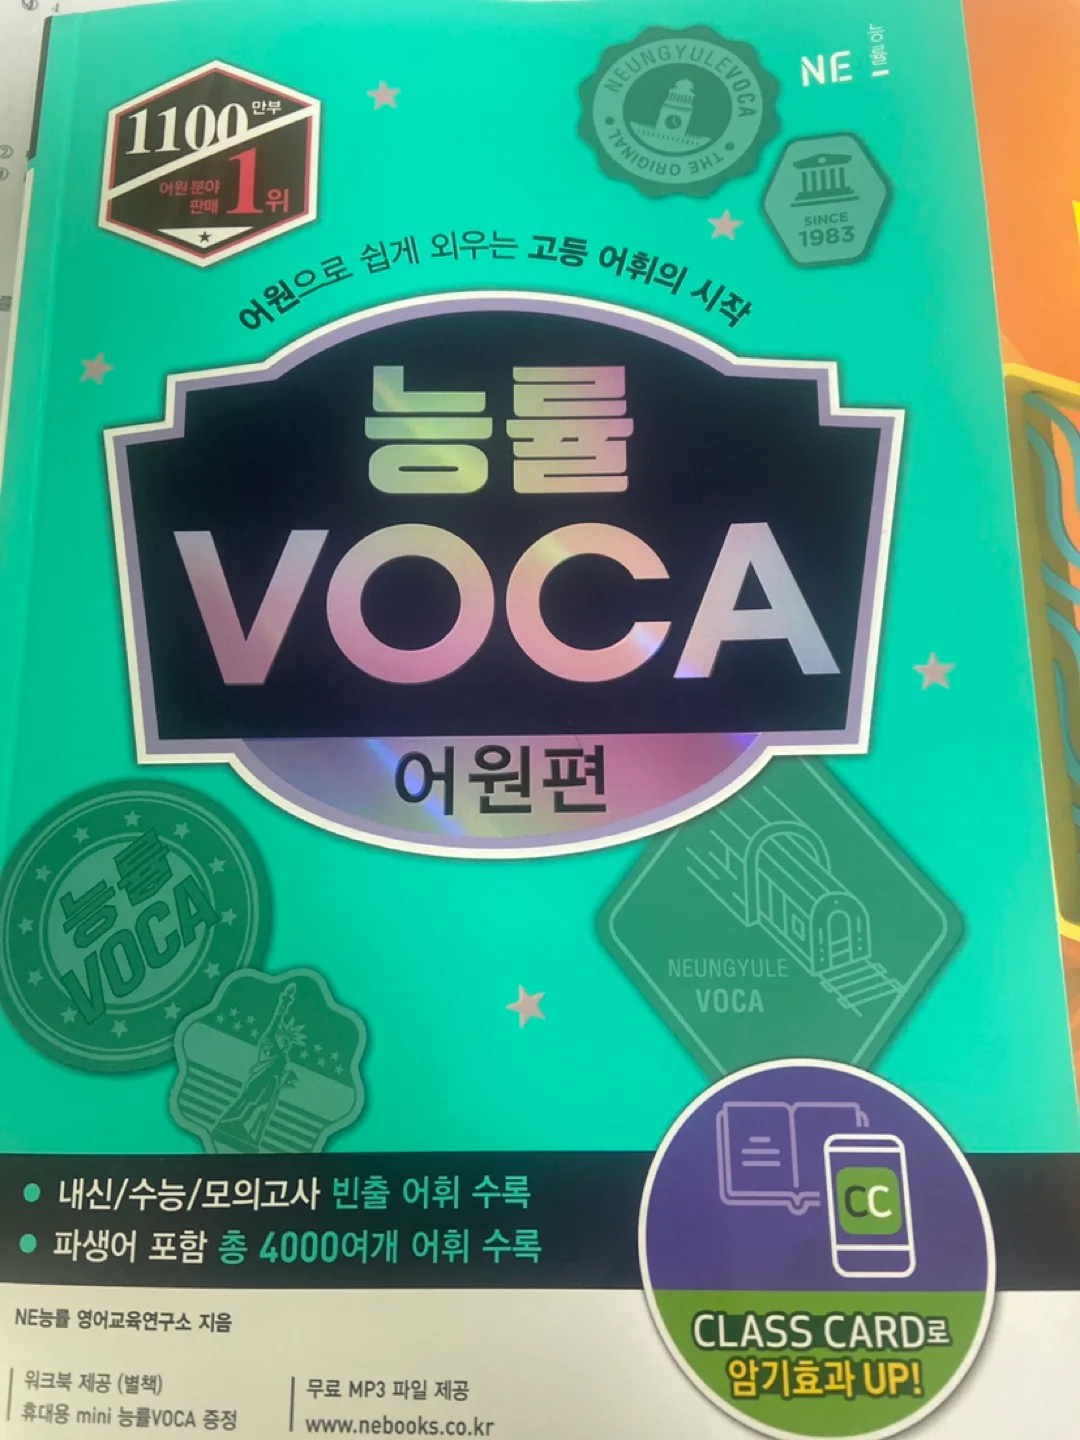 1100만부
어원 분야
판매 1위
NEUNGYULEVOCA
THE ORIGINAL
NE 능률
SINCE
1983
어원으로 쉽게 외우는 고등 어휘의 시작
능률
VOCA
어원편
능률
VOCA
NEUNGYULE
VOCA
내신/수능/모의고사 빈출 어휘 수록
파생어 포함 총 4000여개 어휘 수록
CC
CLASS CARD로
암기효과 UP!
NE능률 영어교육연구소 지음
워크북 제공 (별책)
휴대용 mini 능률VOCA 증정
무료 MP3 파일 제공
www.nebooks.co.kr